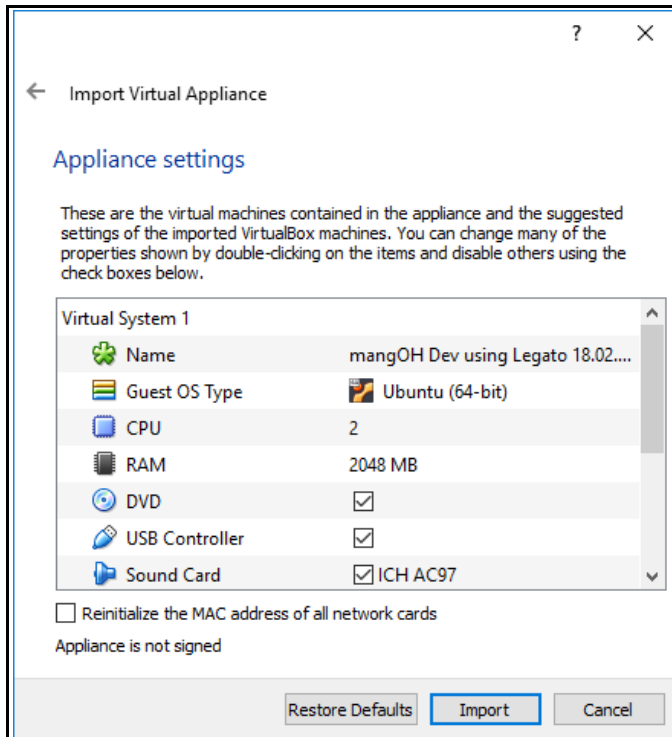 ?
Import Virtual Appliance
Appliance settings
These are the virtual machines contained in the appliance and the suggested
settings of the imported VirtualBox machines. You can change many of the
properties shown by double-clicking on the items and disable others using the
check boxes below.
Virtual System 1
Name mangOH Dev using Legato 18.02....
Guest OS Type Ubuntu (64-bit)
CPU 2
RAM 2048 MB
DVD
USB Controller
Sound Card ICH AC97
Reinitialize the MAC address of all network cards
Appliance is not signed
Restore Defaults Import Cancel